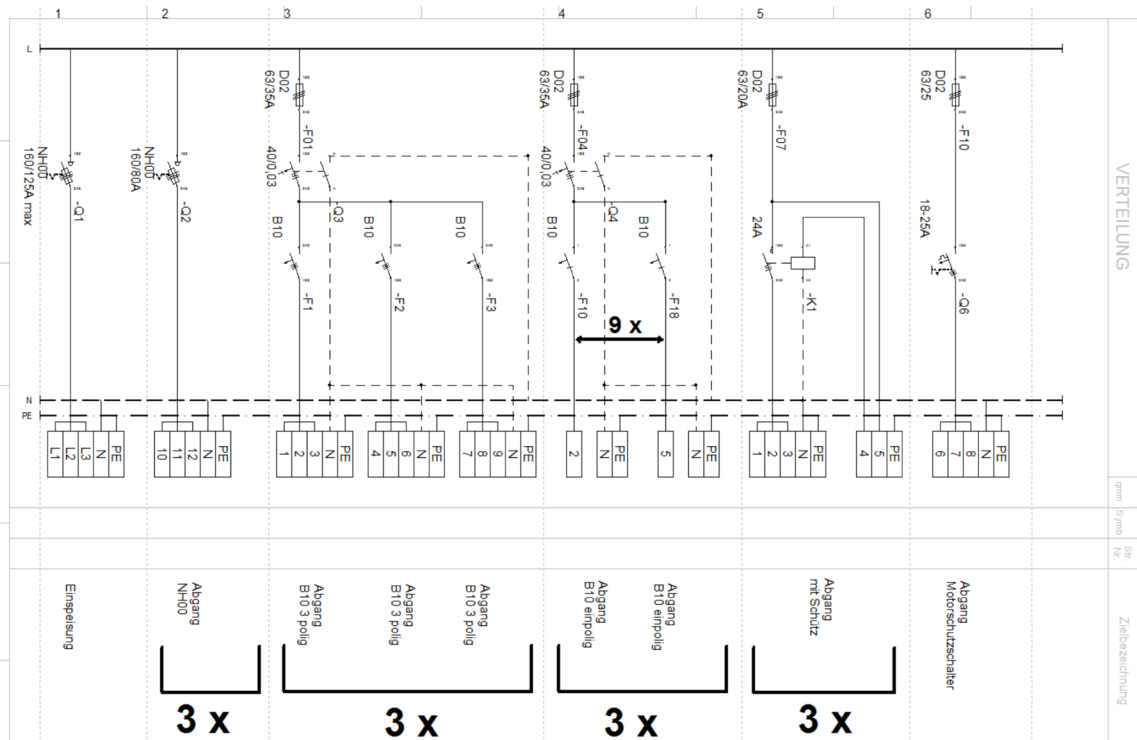 1
2
3
4
5
6
L
NH00
160/125A max
-Q1
NH00
160/80A
-Q2
D02
63/35A
-F01
40/0,03
-Q3
B10
-F1
B10
-F2
B10
-F3
D02
63/35A
-F04
40/0,03
-Q4
B10
-F10
B10
-F18
9 x
D02
63/20A
-F07
24A
-K1
D02
63/25
-F10
18-25A
-Q6
N
PE
L1 L2 L3 N PE
10 11 12 N PE
1 2 3 N PE
4 5 6 N PE
7 8 9 N PE
2
N PE
5
N PE
1 2 3 N PE
4 5 PE
6 7 8 N PE
Einspeisung
Abgang
NH00
Abgang
B10 3 polig
Abgang
B10 3 polig
Abgang
B10 3 polig
Abgang
B10 einpolig
Abgang
B10 einpolig
Abgang
mit Schütz
Abgang
Motorschutzschalter
3 x
3 x
3 x
3 x
VERTEILUNG
qmm
Symb
Str.
Nr.
Zielbezeichnung